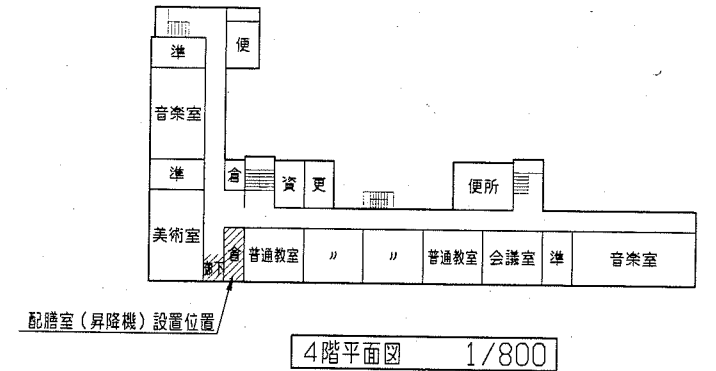 便
準
音楽室
準
倉
資
更
便所
美術室
廊下
倉
普通教室
〃
〃
普通教室
会議室
準
音楽室
配膳室（昇降機）設置位置
4階平面図 1/800